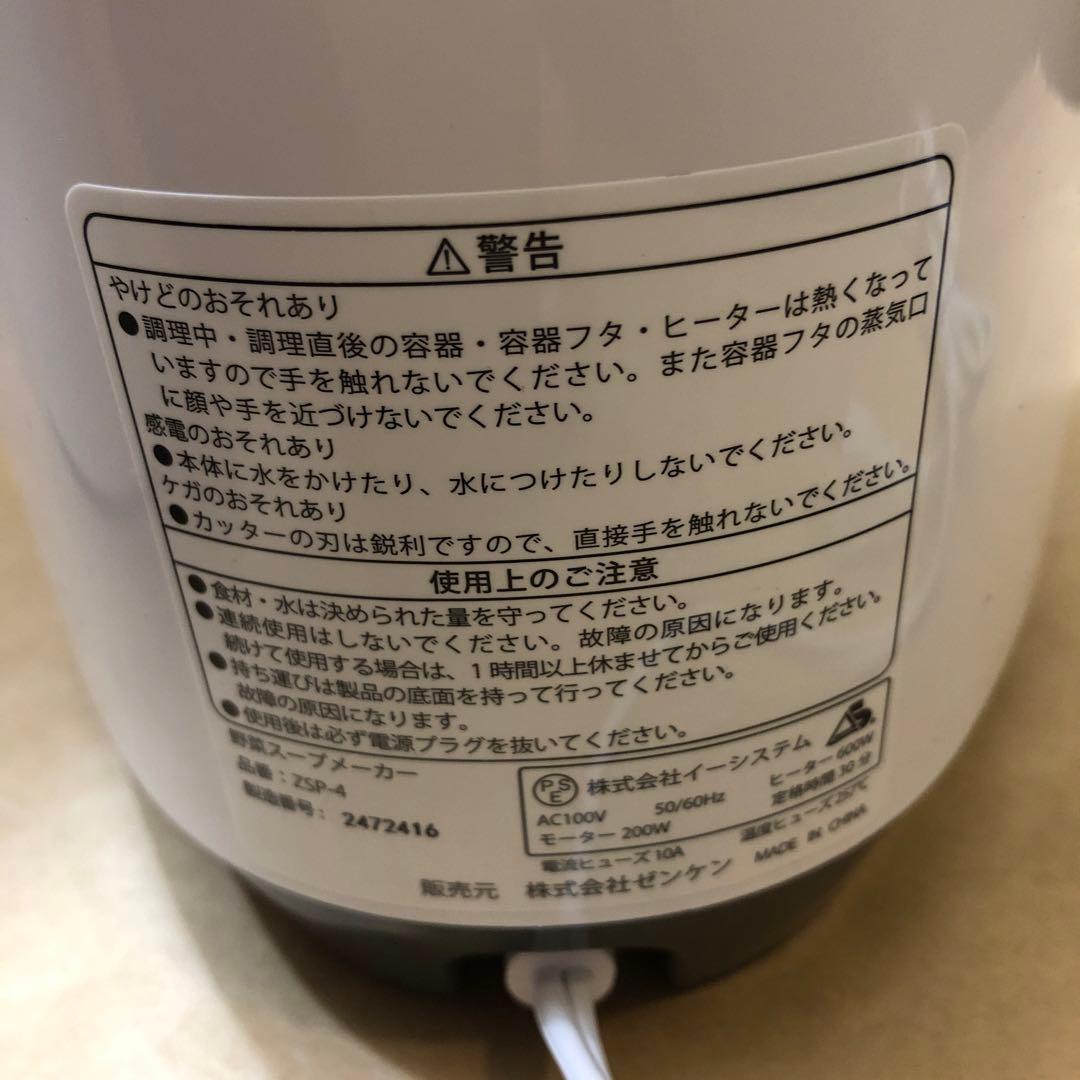 ⚠警告
やけどのおそれあり
●調理中・調理直後の容器・容器フタ・ヒーターは熱くなって
いますので手を触れないでください。また容器フタの蒸気口
に顔や手を近づけないでください。
感電のおそれあり
●本体に水をかけたり、水につけたりしないでください。
ケガのおそれあり
●カッターの刃は鋭利ですので、直接手を触れないでください。
使用上のご注意
●食材・水は決められた量を守ってください。
●連続使用はしないでください。故障の原因になります。
続けて使用する場合は、1時間以上休ませてからご使用ください。
●持ち運びは製品の底面を持って行ってください。
故障の原因になります。
●使用後は必ず電源プラグを抜いてください。
野菜スープメーカー
品番：ZSP-4
製造番号： 2472416
PSE 株式会社イーシステム
AC100V 50/60Hz ヒーター 600W
モーター 200W 定格時間 30 分
電流ヒューズ 10A 温度ヒューズ 257℃
販売元 株式会社ゼンケン MADE IN CHINA